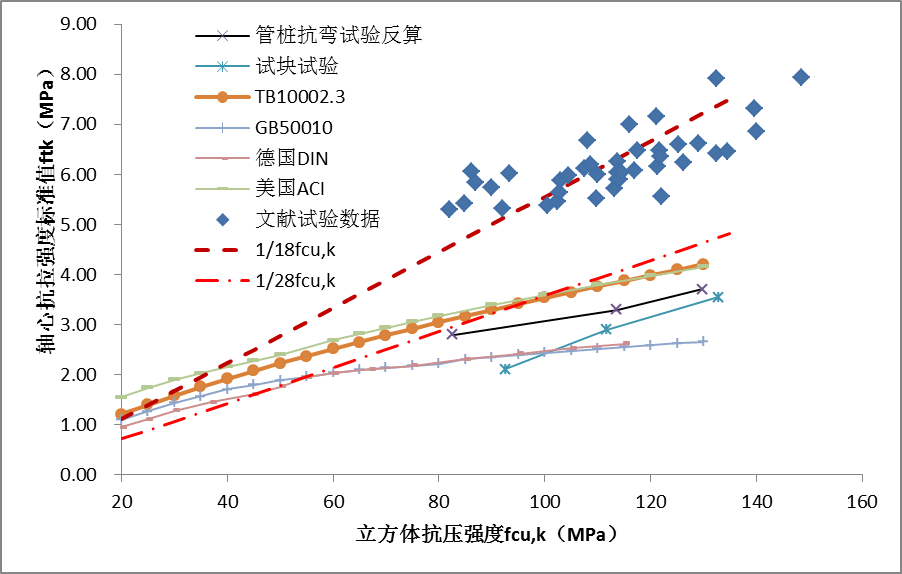 9.00
8.00
7.00
6.00
5.00
4.00
3.00
2.00
1.00
0.00
轴心抗拉强度标准值ftk（MPa）
管桩抗弯试验反算
试块试验
TB10002.3
GB50010
德国DIN
美国ACI
文献试验数据
1/18fcu,k
1/28fcu,k
20 40 60 80 100 120 140 160
立方体抗压强度fcu,k（MPa）